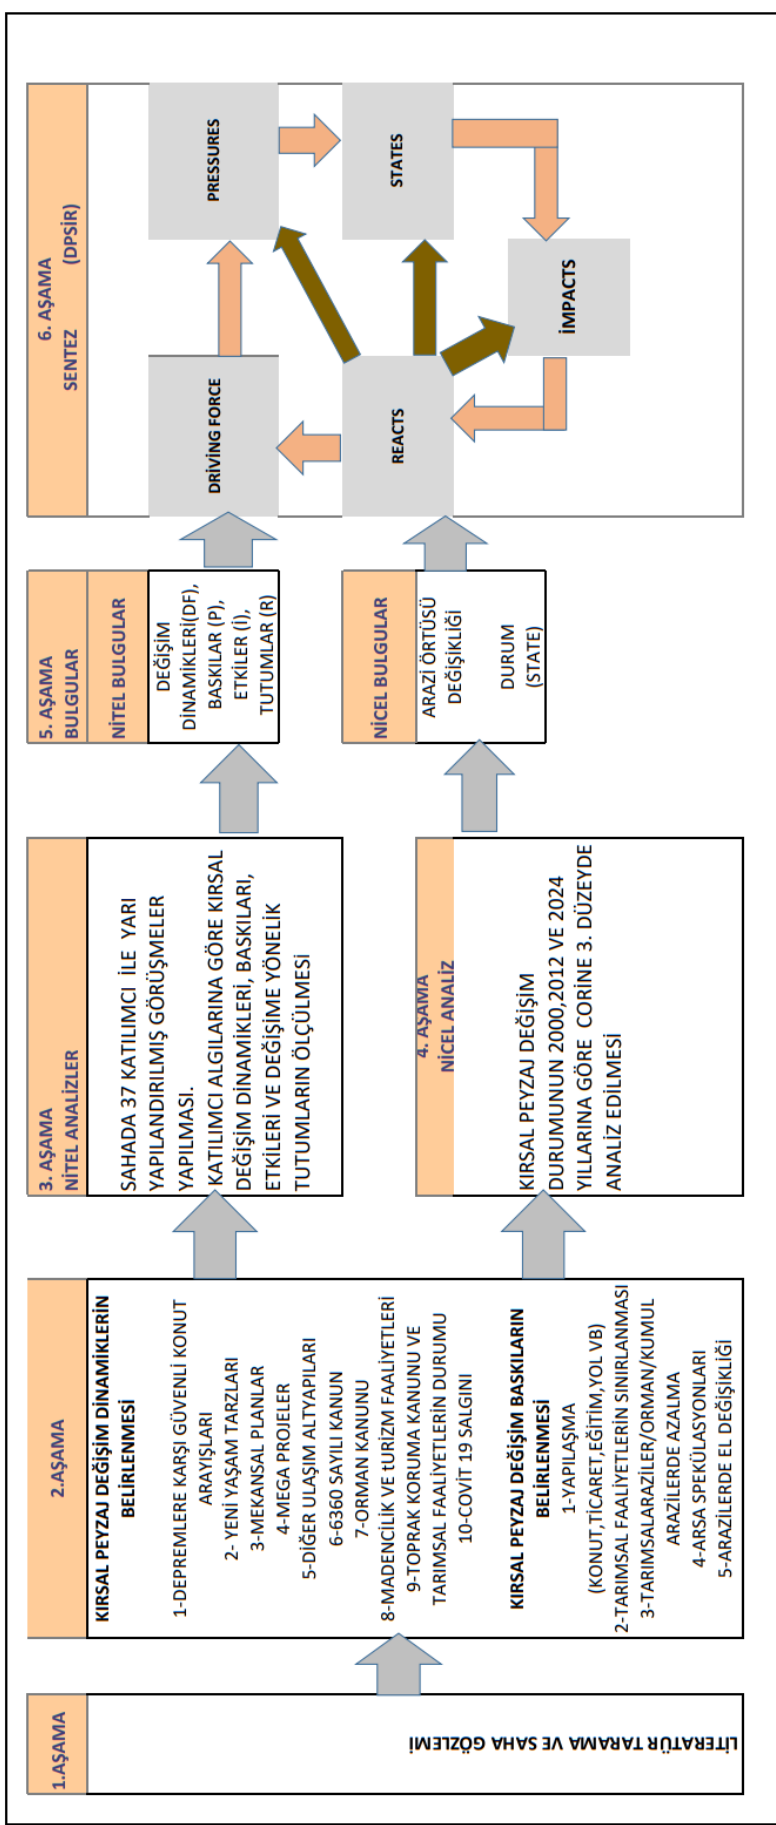 1.AŞAMA
LİTERATÜR TARAMA VE SAHA GÖZLEMİ
2.AŞAMA
KIRSAL PEYZAJ DEĞİŞİM DİNAMİKLERİN
BELİRLENMESİ
1-DEPREMLERE KARŞI GÜVENLİ KONUT
ARAYIŞLARI
2- YENİ YAŞAM TARZLARI
3-MEKANSAL PLANLAR
4-MEGA PROJELER
5-DİĞER ULAŞIM ALTYAPILARI
6-6360 SAYILI KANUN
7-ORMAN KANUNU
8-MADENCİLİK VE tURİZM FAALİYETLERİ
9-TOPRAK KORUMA KANUNU VE
TARIMSAL FAALİYETLERİN DURUMU
10-COVİT 19 SALGINI
KIRSAL PEYZAJ DEĞİŞİM BASKILARIN
BELİRLENMESİ
1-YAPILAŞMA
(KONUT,TİCARET,EĞİTİM,YOL VB)
2-TARIMSAL FAALİYETLERİN SINIRLANMASI
3-TARIMSALARAZİLER/ORMAN/KUMUL
ARAZİLERDE AZALMA
4-ARSA SPEKÜLASYONLARI
5-ARAZİLERDE EL DEĞİŞİKLİĞİ
3. AŞAMA
NİTEL ANALİZLER
SAHADA 37 KATILIMCI İLE YARI
YAPILANDIRILMIŞ GÖRÜŞMELER
YAPILMASI.
KATILIMCI ALGILARINA GÖRE KIRSAL
DEĞİŞİM DİNAMİKLERİ, BASKILARI,
ETKİLERİ VE DEĞİŞİME YÖNELİK
TUTUMLARIN ÖLÇÜLMESİ
4. AŞAMA
NİCEL ANALİZ
KIRSAL PEYZAJ DEĞİŞİM
DURUMUNUN 2000,2012 VE 2024
YILLARINA GÖRE CORİNE 3. DÜZEYDE
ANALİZ EDİLMESİ
5. AŞAMA
BULGULAR
NİTEL BULGULAR
DEĞİŞİM
DİNAMİKLERİ(DF),
BASKILAR (P),
ETKİLER (İ),
TUTUMLAR (R)
NİCEL BULGULAR
ARAZİ ÖRTÜSÜ
DEĞİŞİKLİĞİ
DURUM
(STATE)
6. AŞAMA
SENTEZ (DPSİR)
DRİVİNG FORCE
PRESSURES
REACTS
STATES
İMPACTS